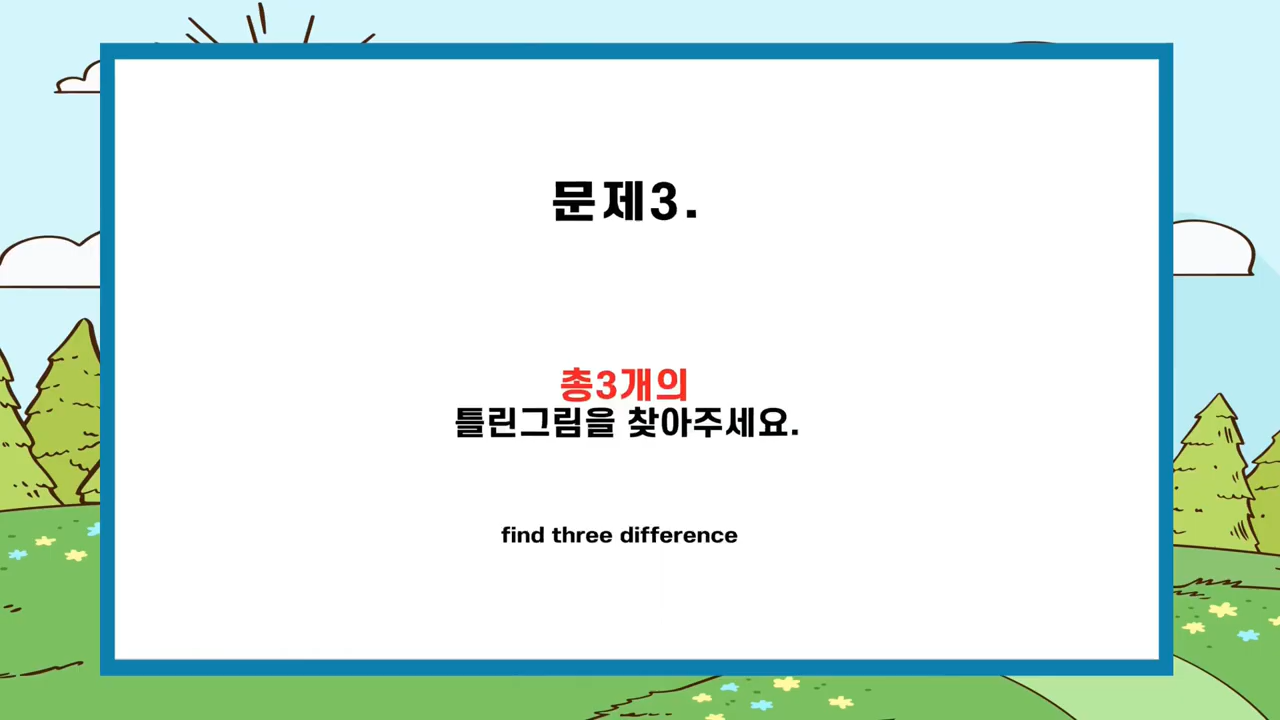 문제3.
총3개의
틀린그림을 찾아주세요.
find three difference